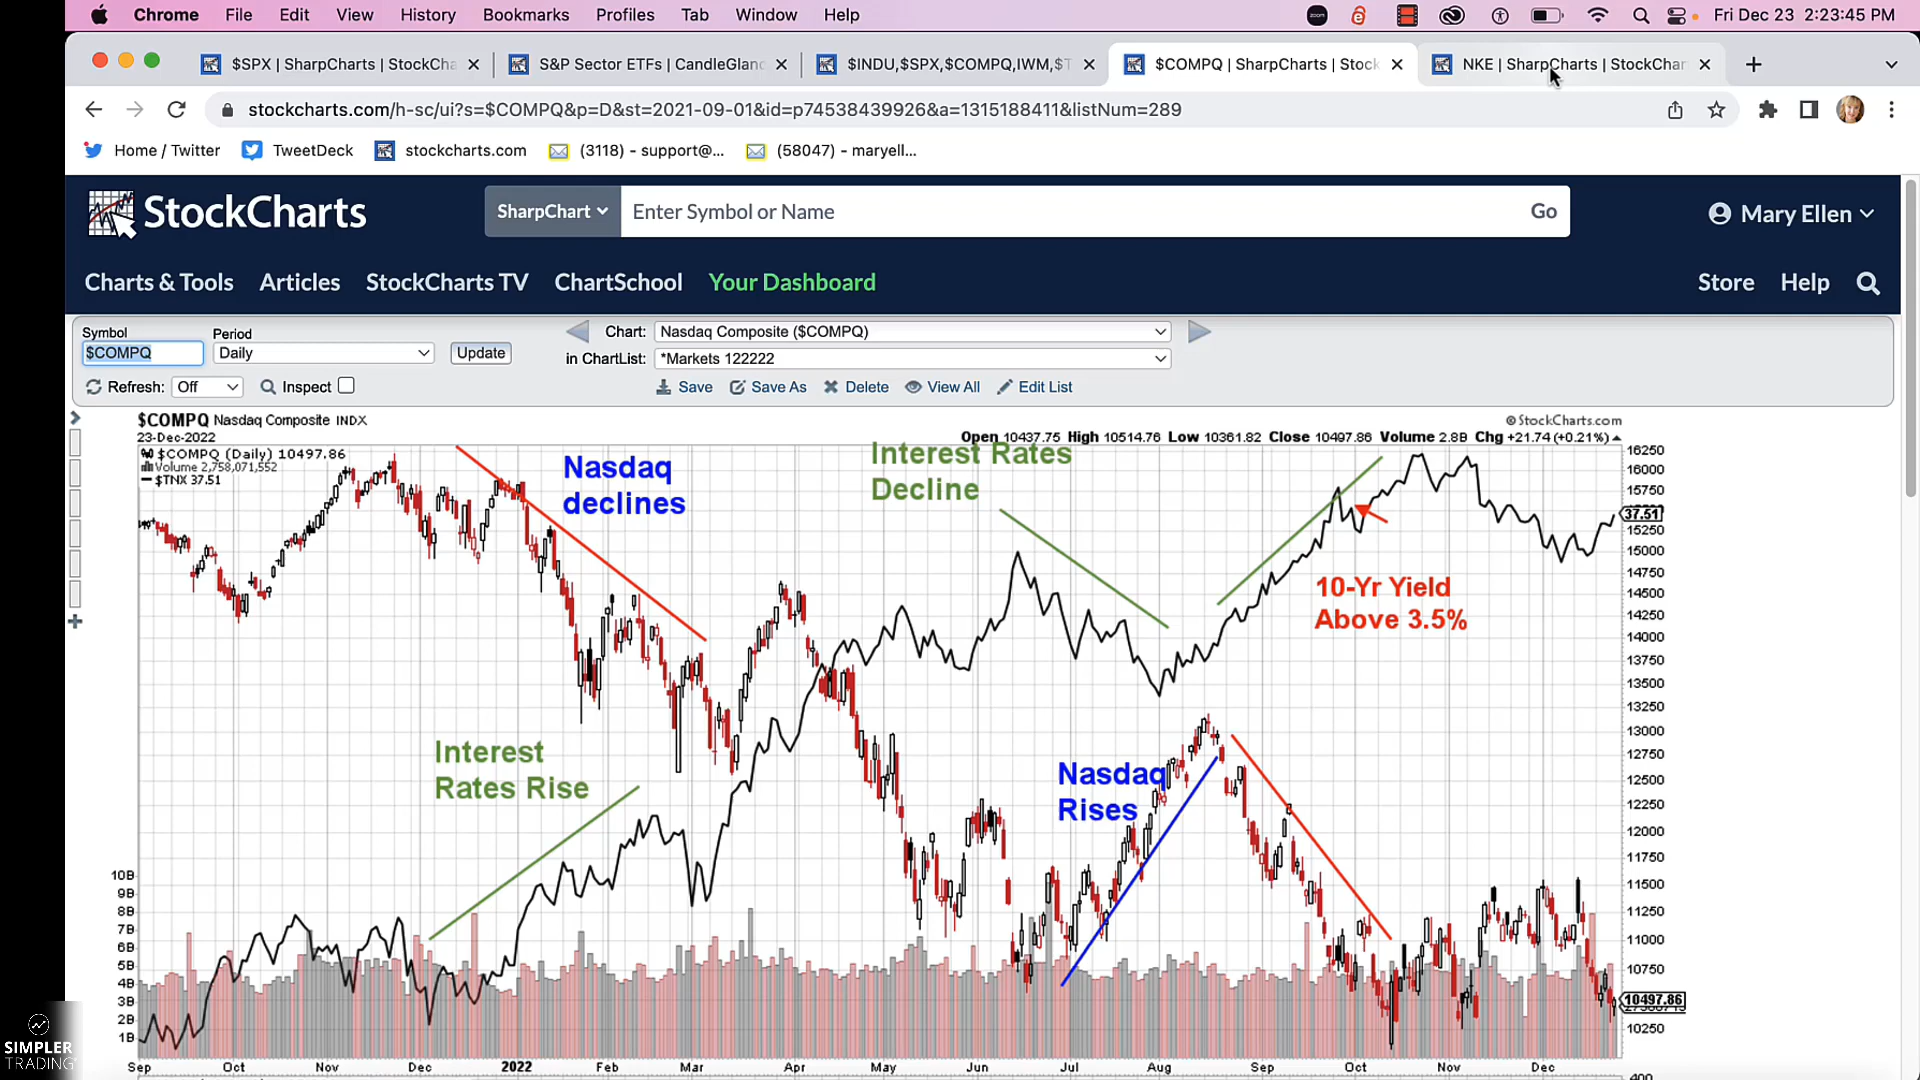 Chrome File Edit View History Bookmarks Profiles Tab Window Help
zoom
Fri Dec 23 2:23:45 PM
$SPX | SharpCharts | StockCha
S&P Sector ETFs | CandleGlanc
$INDU,$SPX,$COMPQ,IWM,$T
$COMPQ | SharpCharts | Stock
NKE | SharpCharts | StockChar
stockcharts.com/h-sc/ui?s=$COMPQ&p=D&st=2021-09-01&id=p74538439926&a=1315188411&listNum=289
Home / Twitter TweetDeck stockcharts.com (3118) - support@... (58047) - maryell...
StockCharts
SharpChart Enter Symbol or Name Go
Mary Ellen
Charts & Tools Articles StockCharts TV ChartSchool Your Dashboard Store Help
Symbol Period
$COMPQ Daily Update
Chart: Nasdaq Composite ($COMPQ)
in ChartList: *Markets 122222
Refresh: Off Inspect
Save Save As Delete View All Edit List
$COMPQ Nasdaq Composite INDX
© StockCharts.com
23-Dec-2022
Open 10437.75 High 10514.76 Low 10361.82 Close 10497.86 Volume 2.8B Chg +21.74 (+0.21%)
$COMPQ (Daily) 10497.86
Volume 2,758,071,552
$TNX 37.51
Nasdaq
declines
Interest Rates
Decline
10-Yr Yield
Above 3.5%
Interest
Rates Rise
Nasdaq
Rises
16250
16000
15750
37.51
15250
15000
14750
14500
14250
14000
13750
13500
13250
13000
12750
12500
12250
12000
11750
11500
11250
11000
10750
10497.86
10250
400
10B
9B
8B
7B
6B
5B
4B
3B
2B
1B
Sep Oct Nov Dec 2022 Feb Mar Apr May Jun Jul Aug Sep Oct Nov Dec
SIMPLER
TRADING